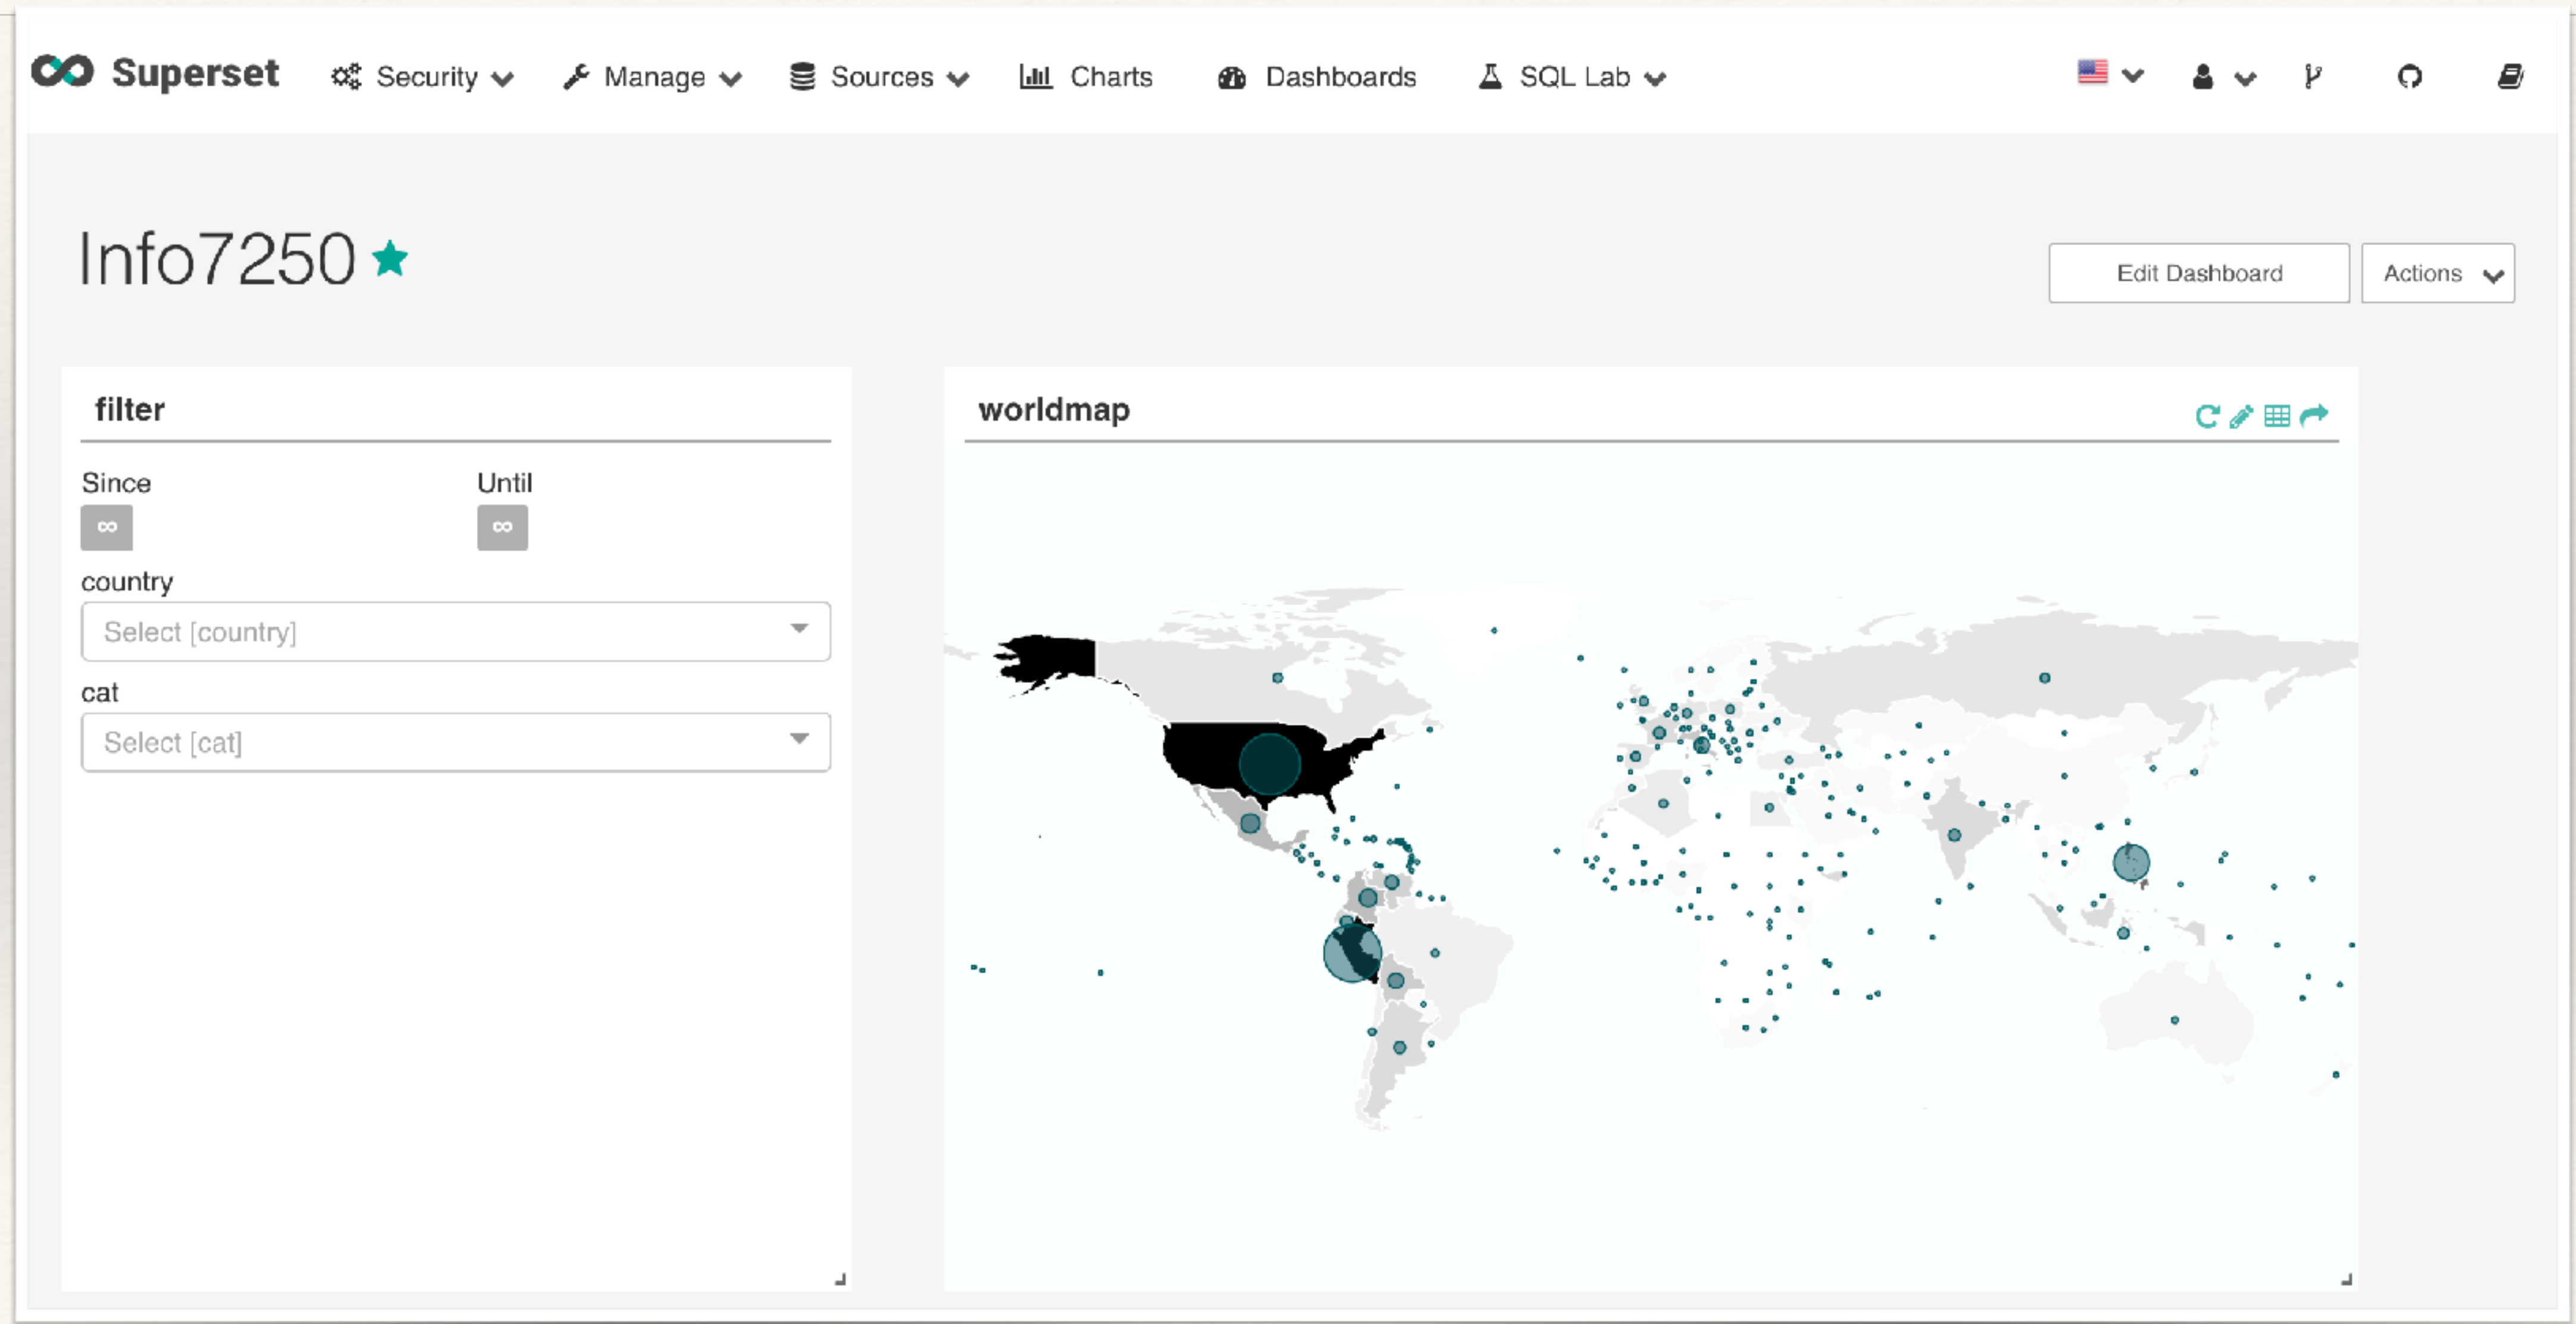 Superset Security Manage Sources Charts Dashboards SQL Lab
Info7250
Edit Dashboard Actions
filter
Since Until
∞ ∞
country
Select [country]
cat
Select [cat]
worldmap